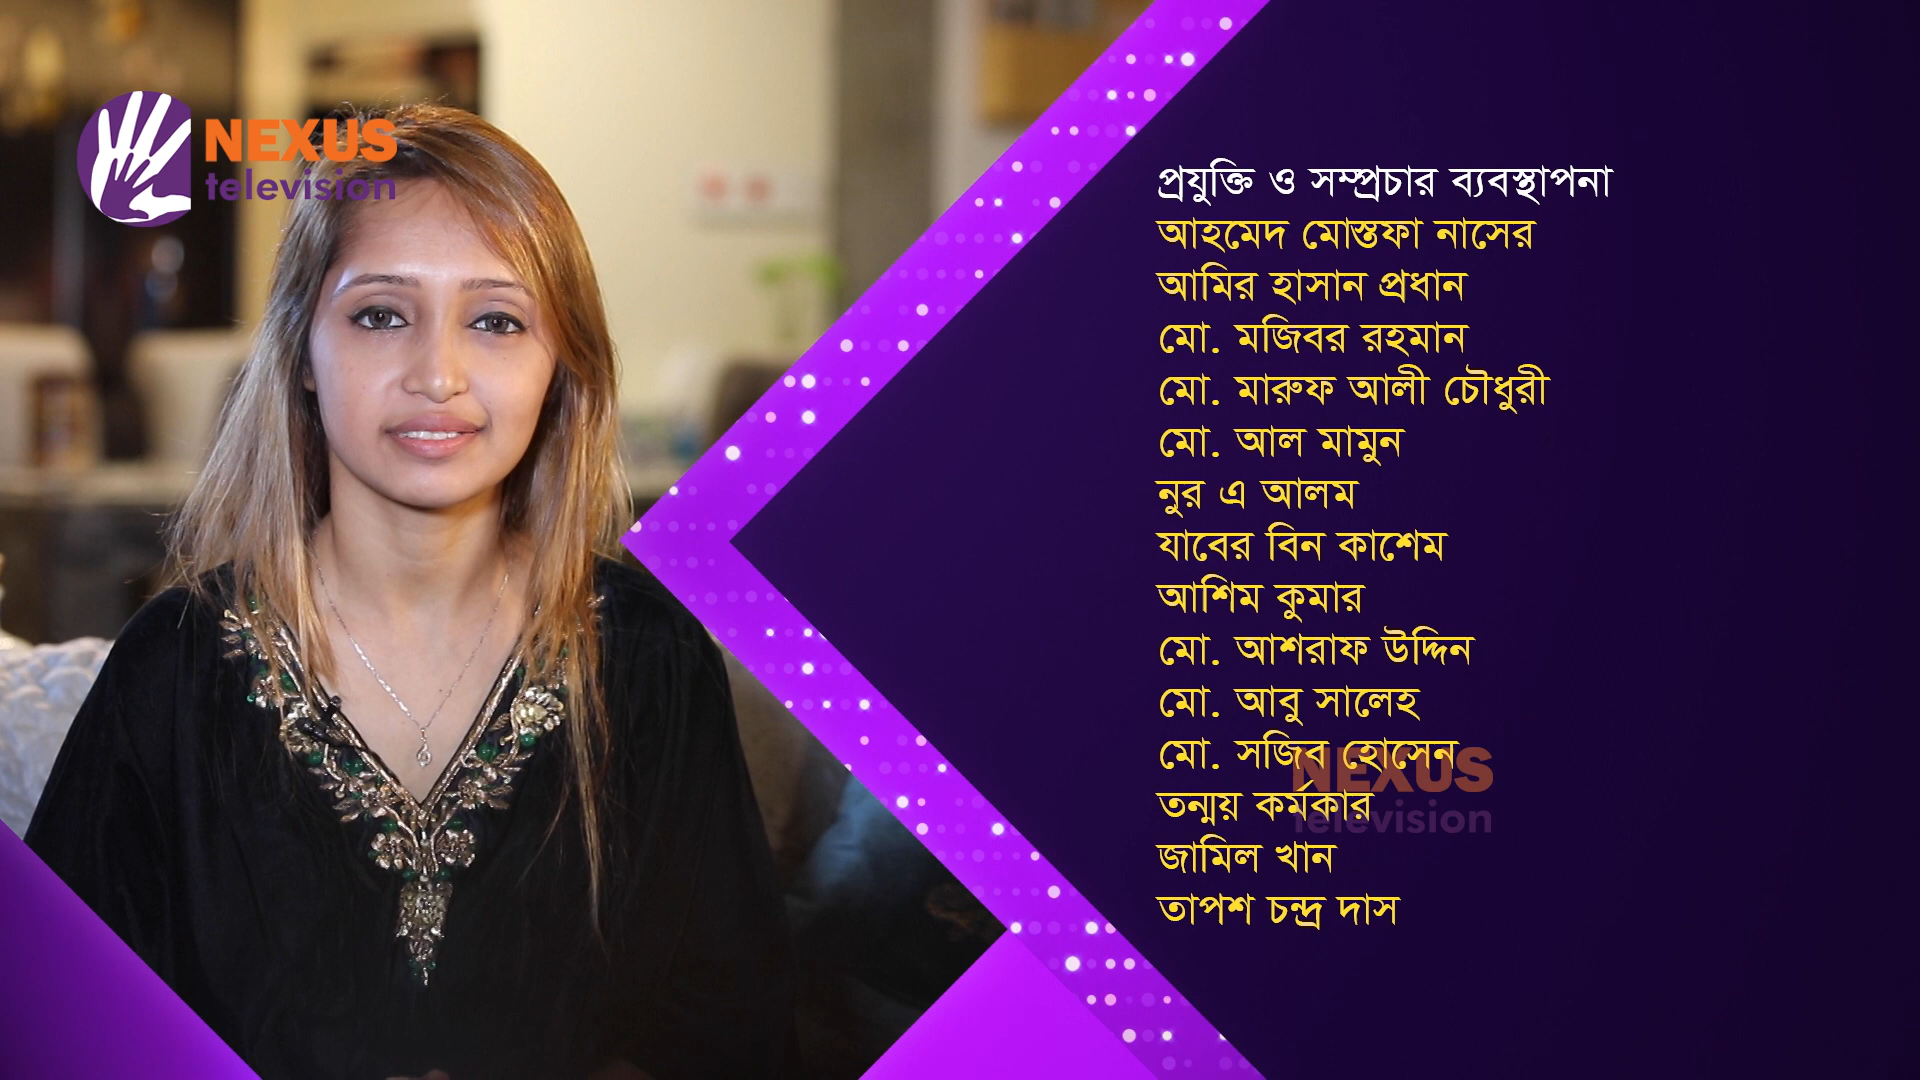 NEXUS
television
প্রযুক্তি ও সম্প্রচার ব্যবস্থাপনা
আহমেদ মোস্তফা নাসের
আমির হাসান প্রধান
মো. মজিবর রহমান
মো. মারুফ আলী চৌধুরী
মো. আল মামুন
নুর এ আলম
যাবের বিন কাশেম
আশিম কুমার
মো. আশরাফ উদ্দিন
মো. আবু সালেহ
মো. সজিব হোসেন
NEXUS
তন্ময় কর্মকার
television
জামিল খান
তাপশ চন্দ্র দাস